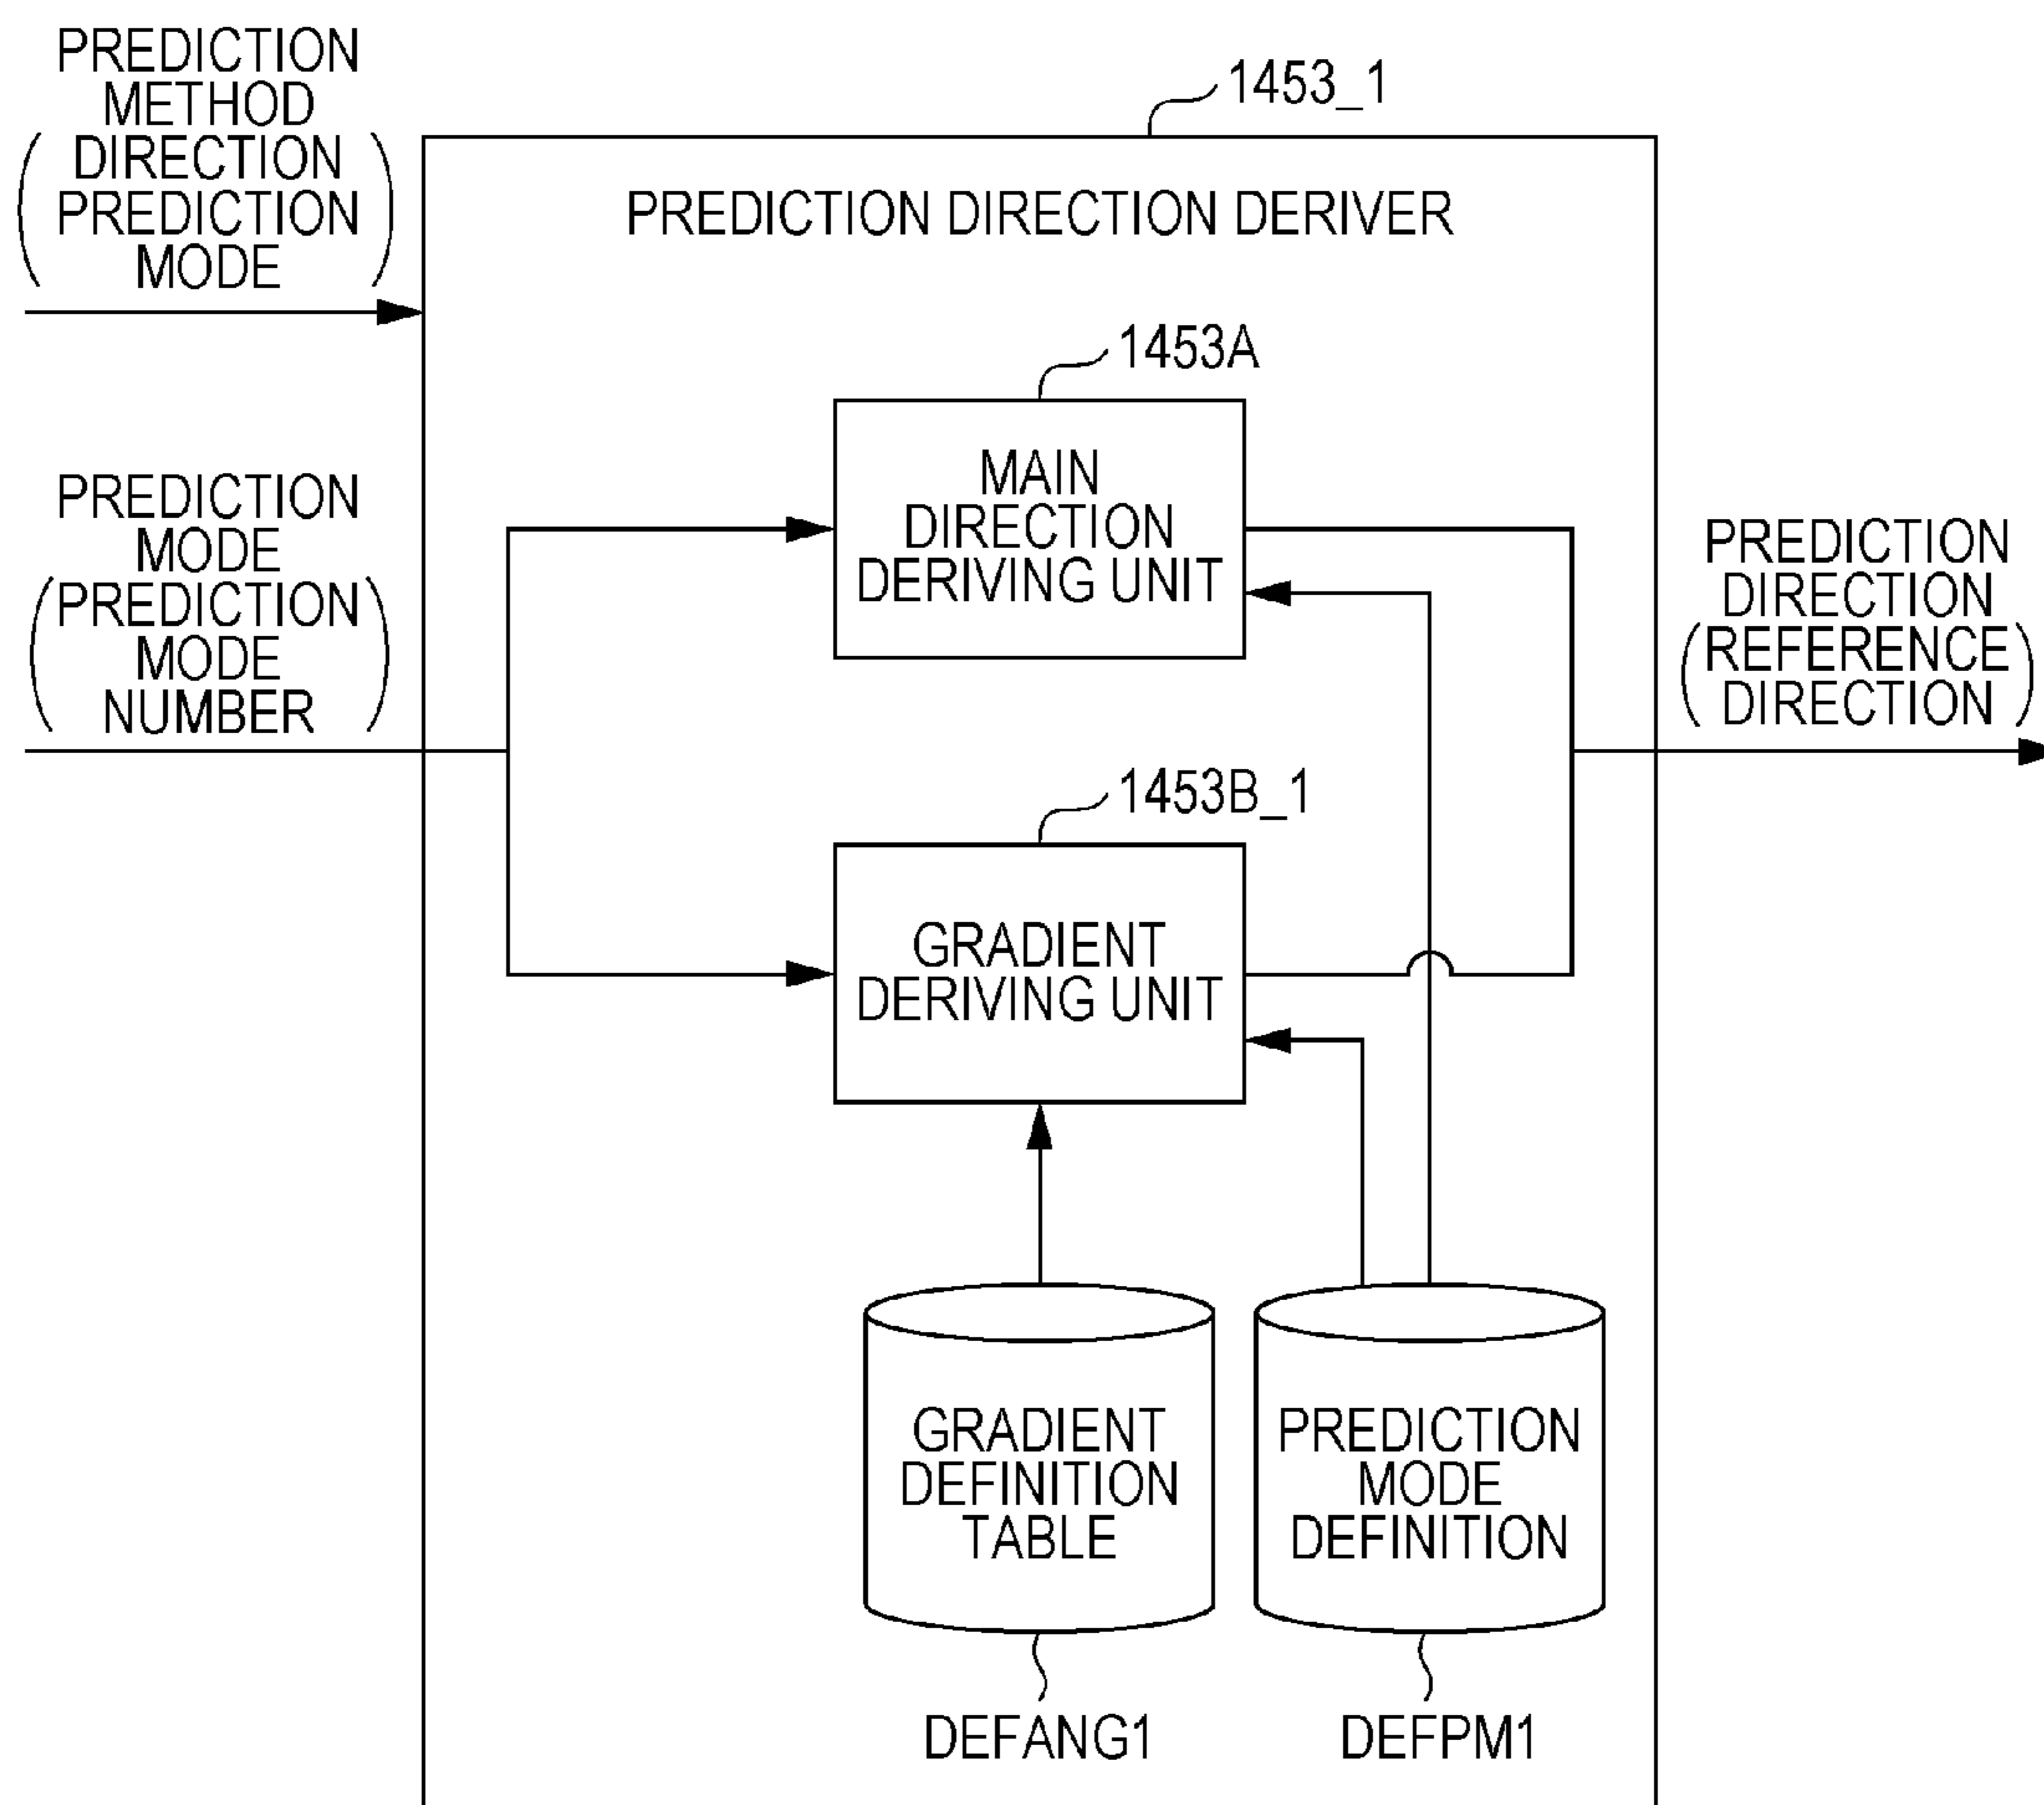 PREDICTION
METHOD
( DIRECTION
PREDICTION
MODE )
1453_1
PREDICTION DIRECTION DERIVER
1453A
MAIN
DIRECTION
DERIVING UNIT
PREDICTION
MODE
( PREDICTION
MODE
NUMBER )
PREDICTION
DIRECTION
( REFERENCE
DIRECTION )
1453B_1
GRADIENT
DERIVING UNIT
GRADIENT
DEFINITION
TABLE
PREDICTION
MODE
DEFINITION
DEFANG1
DEFPM1